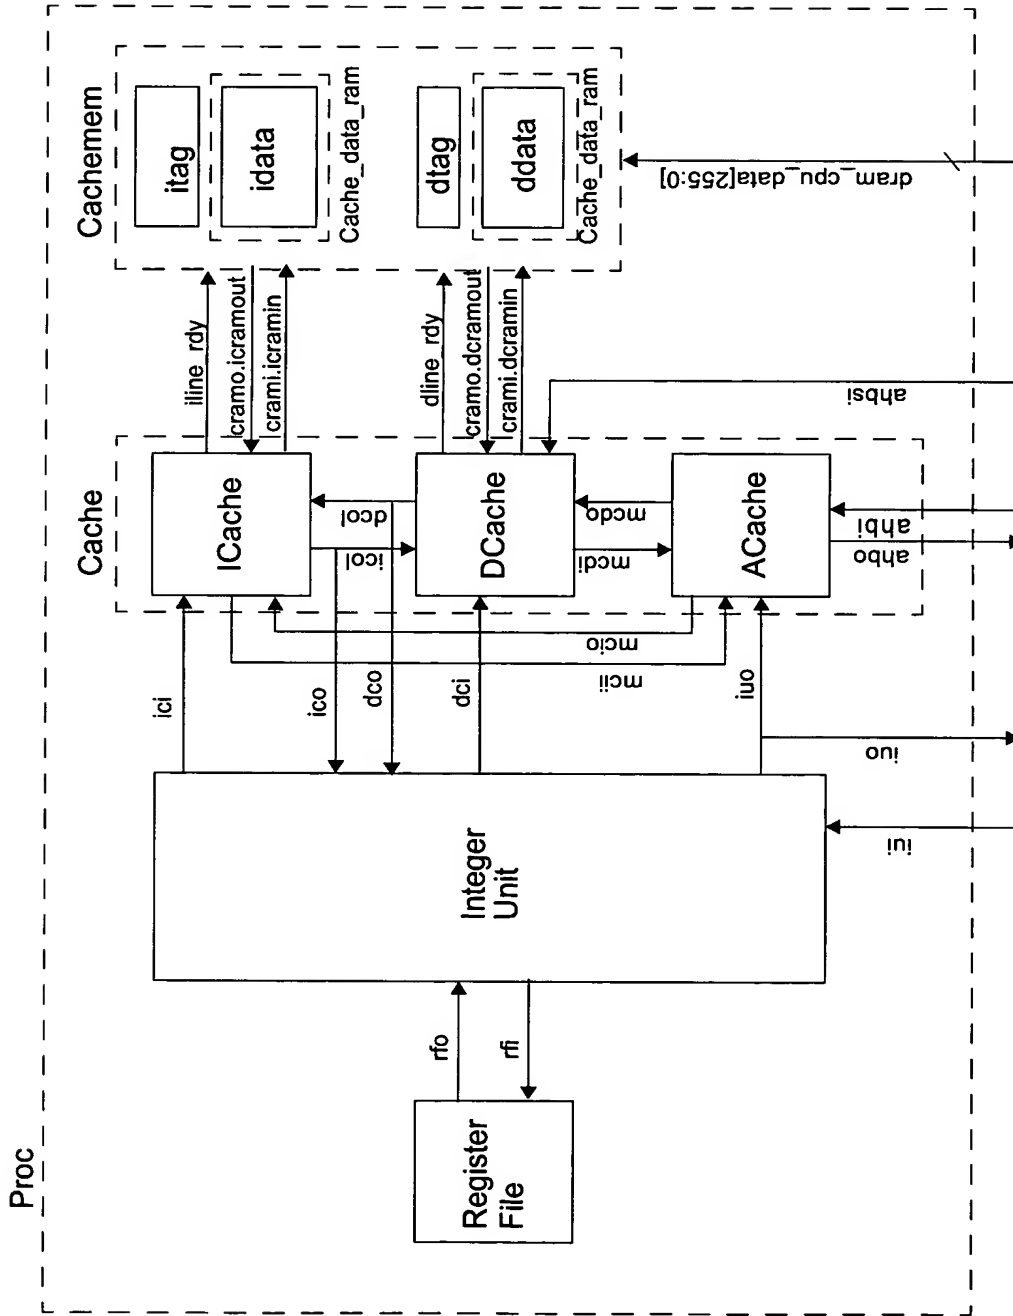 Proc
Cachemem
itag
idata
Cache_data_ram
dtag
ddata
Cache_data_ram
dram_cpu_data[255:0]
iline_rdy
cramo.icramout
crami.icramin
dline_rdy
cramo.dcramout
crami.dcramin
ahbsi
Cache
ICache
dcol
icol
DCache
mcdo
mcdi
ACache
ahbi
ahbo
mcio
mcii
ici
ico
dco
dci
iuo
iuo
iui
Integer
Unit
rfo
rfi
Register
File